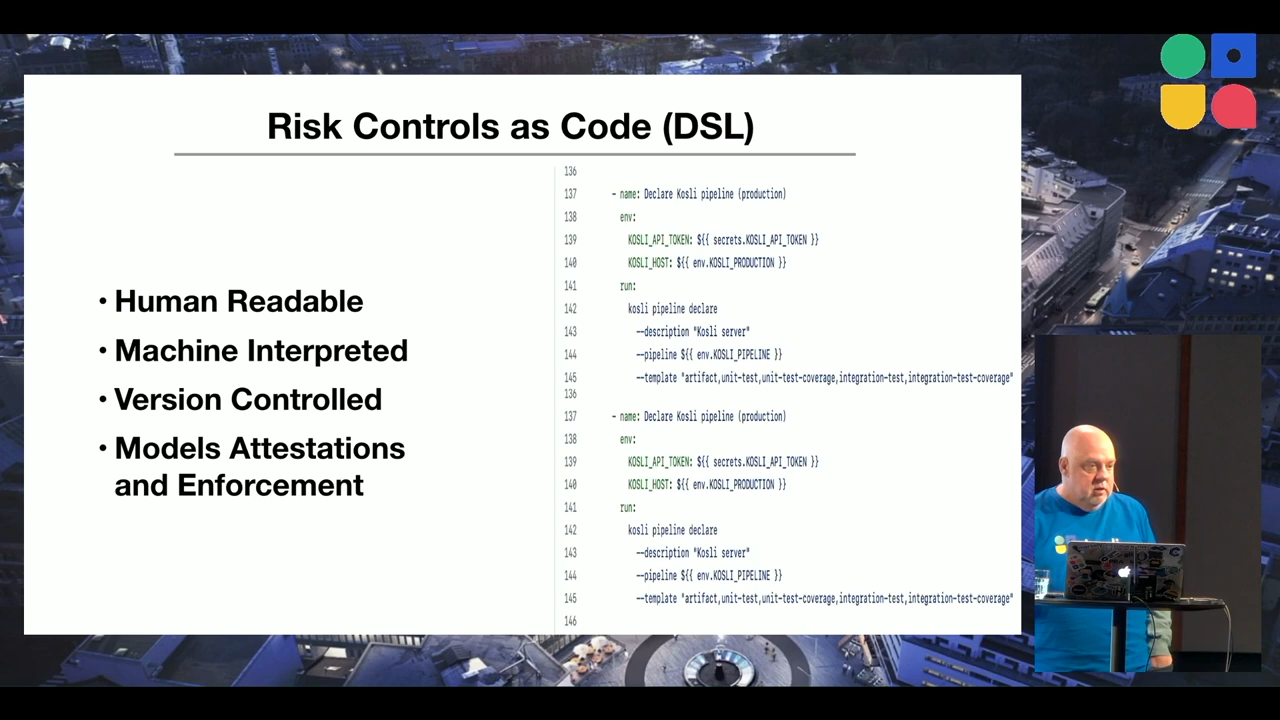 Risk Controls as Code (DSL)
• Human Readable
• Machine Interpreted
• Version Controlled
• Models Attestations
and Enforcement
136
137 - name: Declare Kosli pipeline (production)
138 env:
139 KOSLI_API_TOKEN: ${{ secrets.KOSLI_API_TOKEN }}
140 KOSLI_HOST: ${{ env.KOSLI_PRODUCTION }}
141 run:
142 kosli pipeline declare
143 --description "Kosli server"
144 --pipeline ${{ env.KOSLI_PIPELINE }}
145 --template "artifact,unit-test,unit-test-coverage,integration-test,integration-test-coverage"
136
137 - name: Declare Kosli pipeline (production)
138 env:
139 KOSLI_API_TOKEN: ${{ secrets.KOSLI_API_TOKEN }}
140 KOSLI_HOST: ${{ env.KOSLI_PRODUCTION }}
141 run:
142 kosli pipeline declare
143 --description "Kosli server"
144 --pipeline ${{ env.KOSLI_PIPELINE }}
145 --template "artifact,unit-test,unit-test-coverage,integration-test,integration-test-coverage"
146